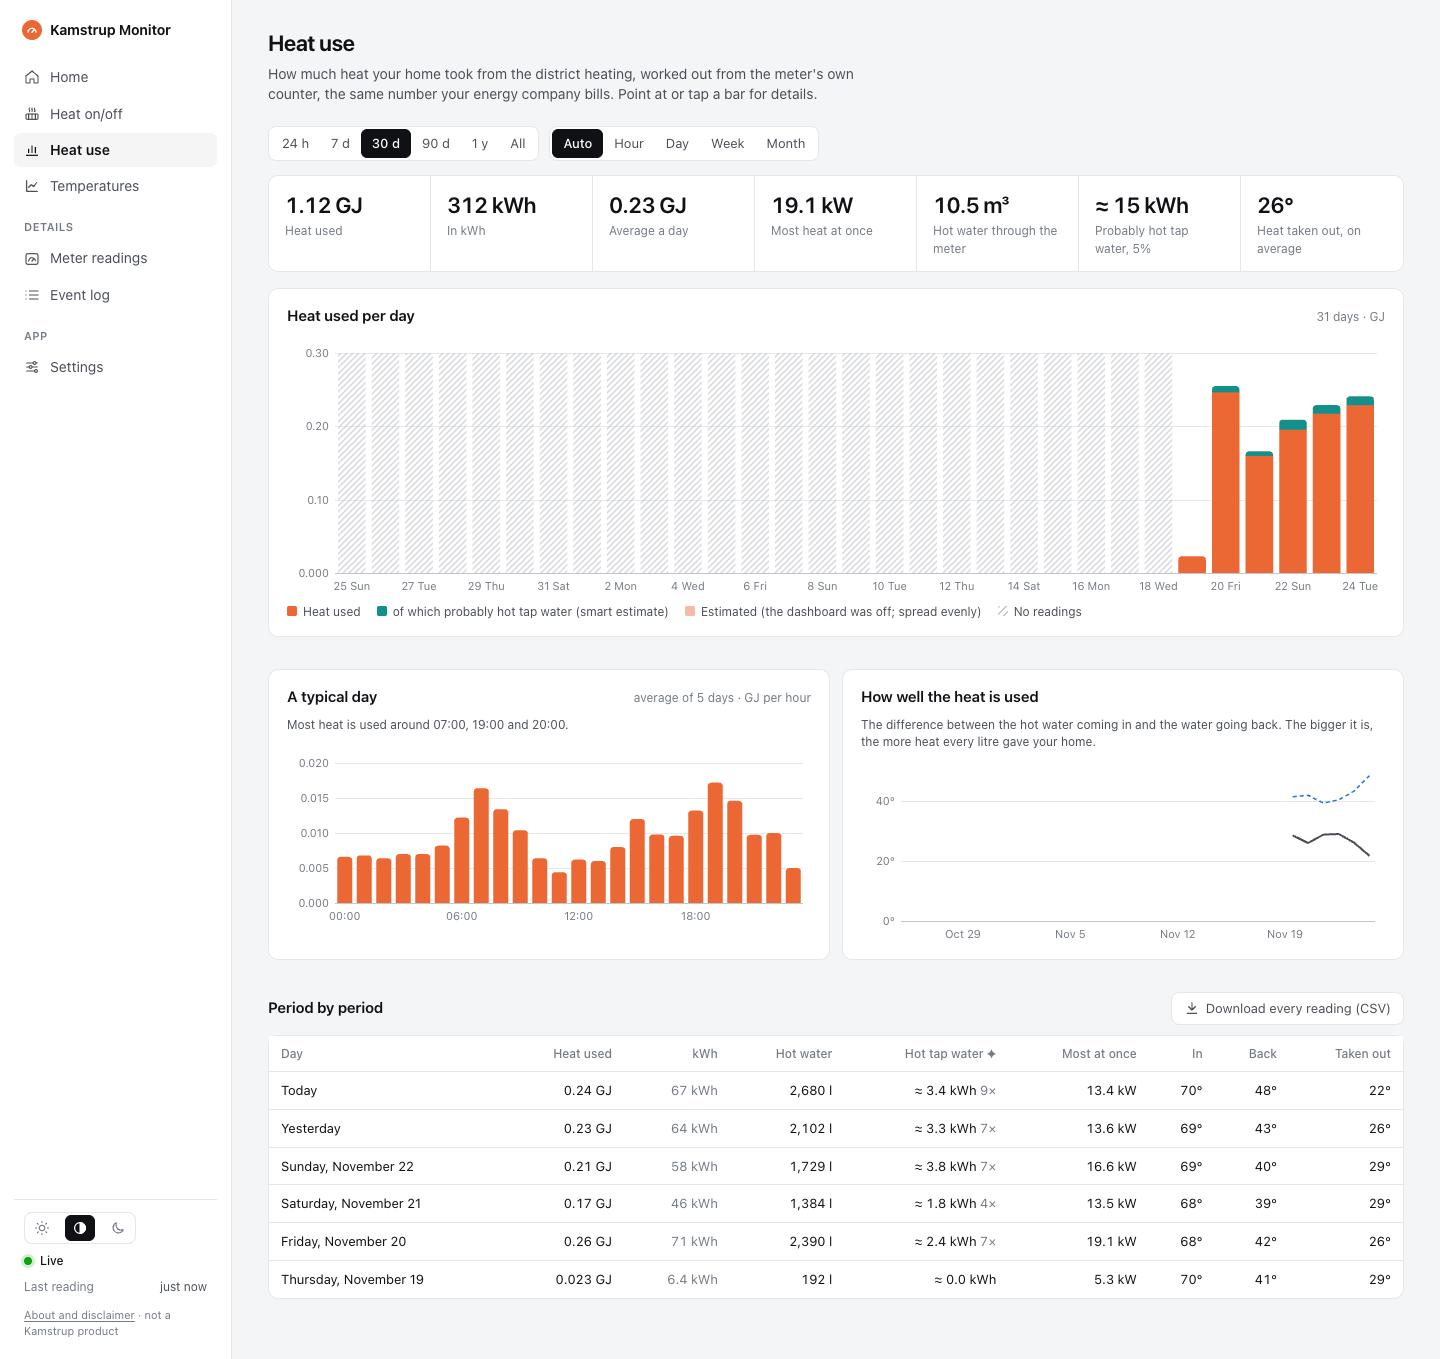 Kamstrup Monitor
Home
Heat on/off
Heat use
Temperatures
DETAILS
Meter readings
Event log
APP
Settings
Live
Last reading just now
About and disclaimer · not a
Kamstrup product
Heat use
How much heat your home took from the district heating, worked out from the meter's own
counter, the same number your energy company bills. Point at or tap a bar for details.
24 h 7 d 30 d 90 d 1 y All Auto Hour Day Week Month
1.12 GJ
Heat used
312 kWh
In kWh
0.23 GJ
Average a day
19.1 kW
Most heat at once
10.5 m³
Hot water through the
meter
≈ 15 kWh
Probably hot tap
water, 5%
26°
Heat taken out, on
average
Heat used per day 31 days · GJ
0.30
0.20
0.10
0.000
25 Sun 27 Tue 29 Thu 31 Sat 2 Mon 4 Wed 6 Fri 8 Sun 10 Tue 12 Thu 14 Sat 16 Mon 18 Wed 20 Fri 22 Sun 24 Tue
Heat used of which probably hot tap water (smart estimate) Estimated (the dashboard was off; spread evenly) No readings
A typical day average of 5 days · GJ per hour
Most heat is used around 07:00, 19:00 and 20:00.
0.020
0.015
0.010
0.005
0.000
00:00 06:00 12:00 18:00
How well the heat is used
The difference between the hot water coming in and the water going back. The bigger it is,
the more heat every litre gave your home.
40°
20°
0°
Oct 29 Nov 5 Nov 12 Nov 19
Period by period Download every reading (CSV)
Day Heat used kWh Hot water Hot tap water ✦ Most at once In Back Taken out
Today 0.24 GJ 67 kWh 2,680 l ≈ 3.4 kWh 9× 13.4 kW 70° 48° 22°
Yesterday 0.23 GJ 64 kWh 2,102 l ≈ 3.3 kWh 7× 13.6 kW 69° 43° 26°
Sunday, November 22 0.21 GJ 58 kWh 1,729 l ≈ 3.8 kWh 7× 16.6 kW 69° 40° 29°
Saturday, November 21 0.17 GJ 46 kWh 1,384 l ≈ 1.8 kWh 4× 13.5 kW 68° 39° 29°
Friday, November 20 0.26 GJ 71 kWh 2,390 l ≈ 2.4 kWh 7× 19.1 kW 68° 42° 26°
Thursday, November 19 0.023 GJ 6.4 kWh 192 l ≈ 0.0 kWh 5.3 kW 70° 41° 29°